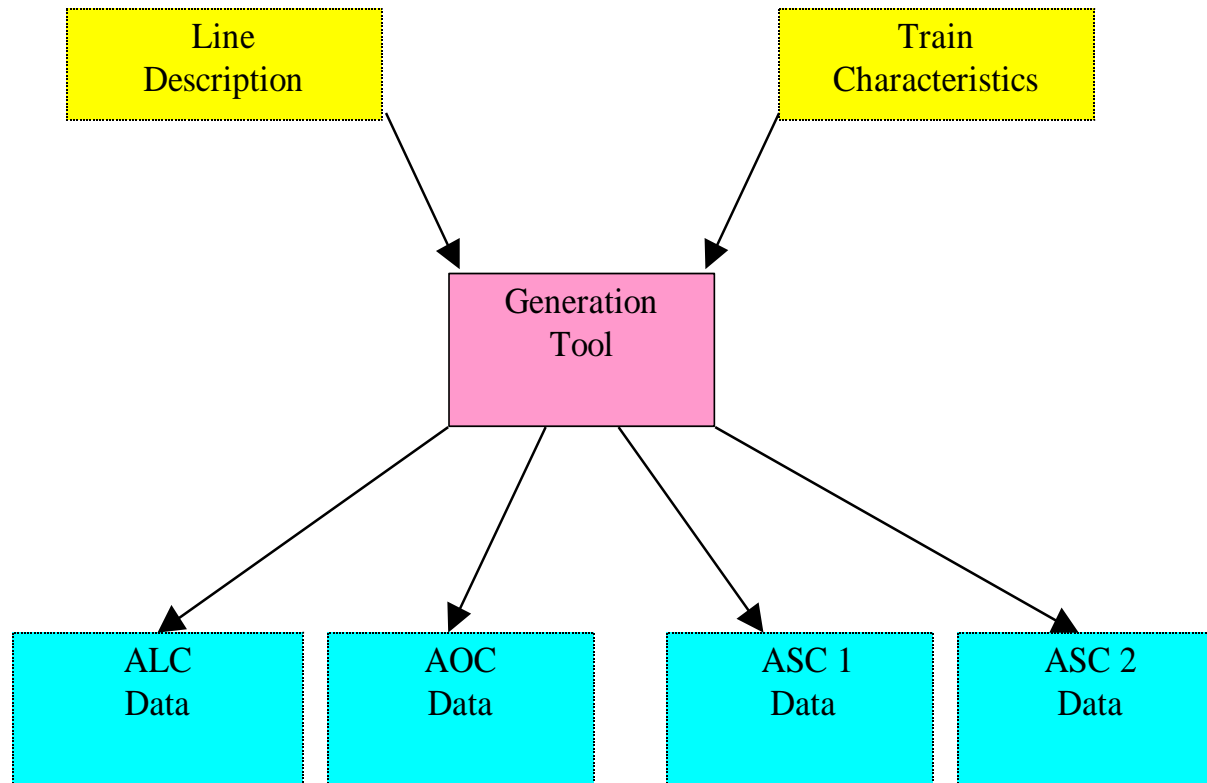 Line
Description
Train
Characteristics
Generation
Tool
ALC
Data
AOC
Data
ASC 1
Data
ASC 2
Data